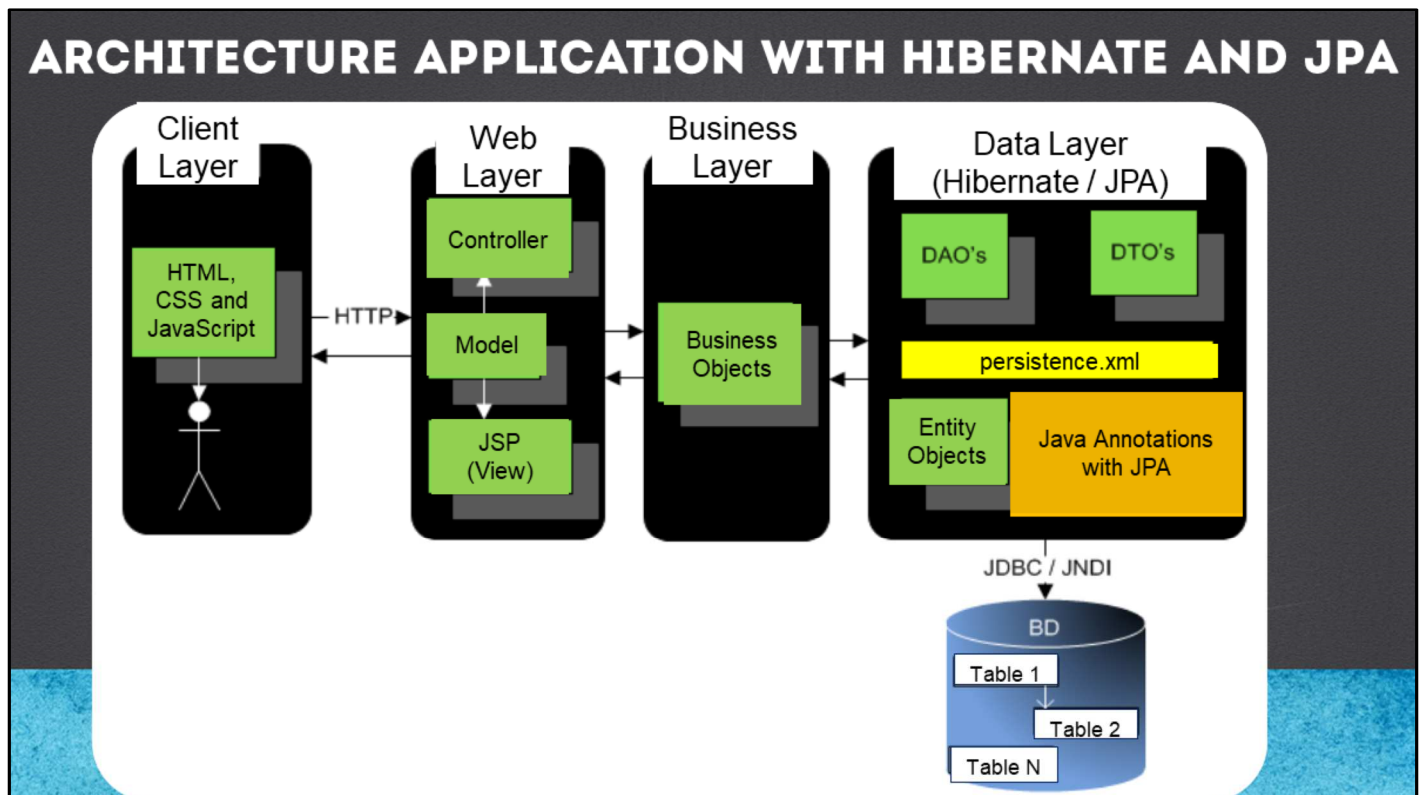 ARCHITECTURE APPLICATION WITH HIBERNATE AND JPA
Client
Layer
HTML,
CSS and
JavaScript
HTTP
Web
Layer
Controller
Model
JSP
(View)
Business
Layer
Business
Objects
Data Layer
(Hibernate / JPA)
DAO's
DTO's
persistence.xml
Entity
Objects
Java Annotations
with JPA
JDBC / JNDI
BD
Table 1
Table 2
Table N